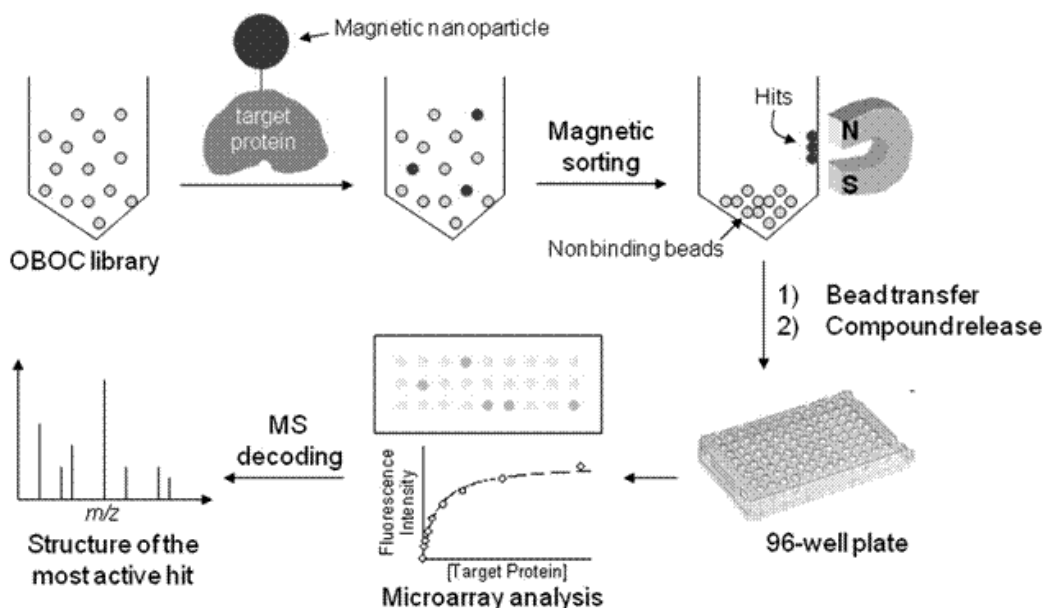 Magnetic nanoparticle
target
protein
OBOC library
Magnetic
sorting
Hits
N
S
Nonbinding beads
1) Bead transfer
2) Compound release
96-well plate
Fluorescence
Intensity
[Target Protein]
Microarray analysis
MS
decoding
m/z
Structure of the
most active hit